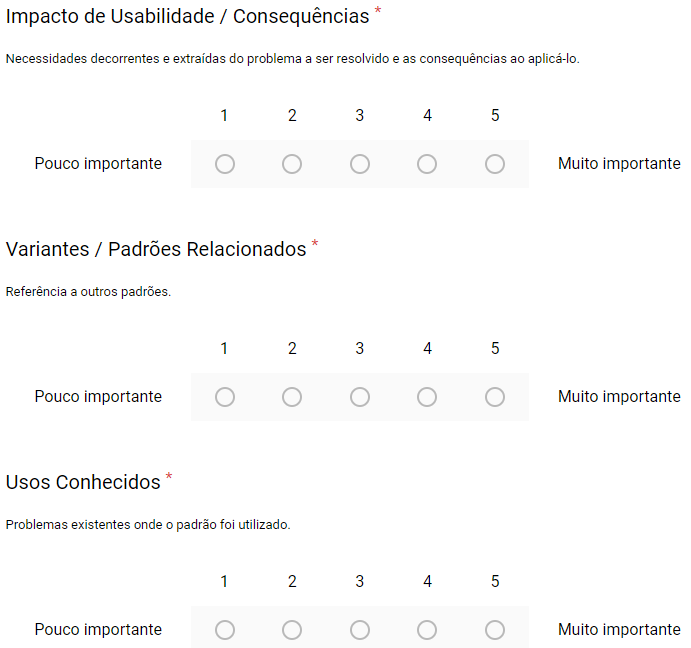 Impacto de Usabilidade / Consequências *
Necessidades decorrentes e extraídas do problema a ser resolvido e as consequências ao aplicá-lo.
1 2 3 4 5
Pouco importante Muito importante
Variantes / Padrões Relacionados *
Referência a outros padrões.
1 2 3 4 5
Pouco importante Muito importante
Usos Conhecidos *
Problemas existentes onde o padrão foi utilizado.
1 2 3 4 5
Pouco importante Muito importante